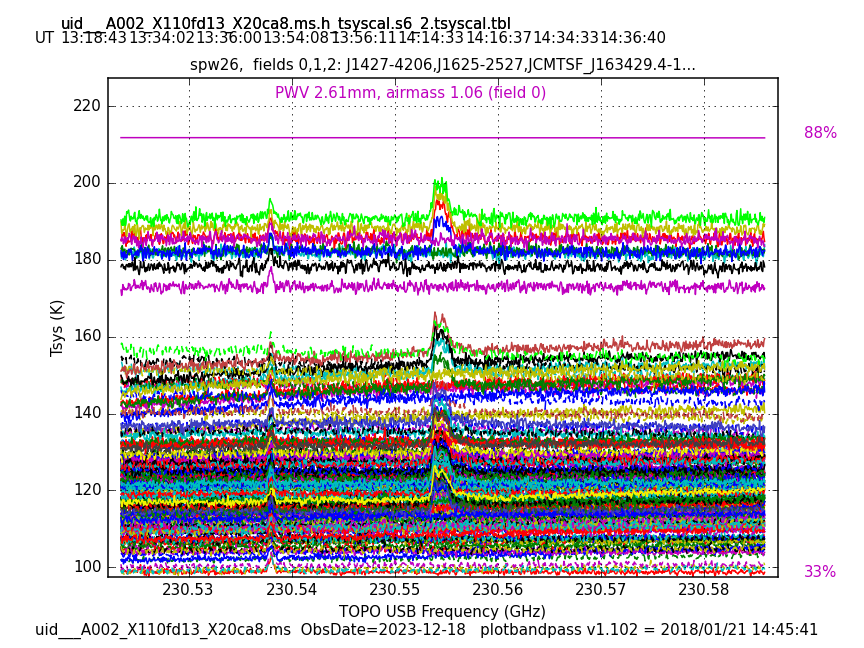 uid___A002_X110fd13_X20ca8.ms.h_tsyscal.s6_2.tsyscal.tbl
UT 13:18:43 13:34:02 13:36:00 13:54:08 13:56:11 14:14:33 14:16:37 14:34:33 14:36:40
spw26, fields 0,1,2: J1427-4206,J1625-2527,JCMTSF_J163429.4-1...
PWV 2.61mm, airmass 1.06 (field 0)
220
88%
200
180
Tsys (K)
160
140
120
100
33%
230.53 230.54 230.55 230.56 230.57 230.58
TOPO USB Frequency (GHz)
uid___A002_X110fd13_X20ca8.ms ObsDate=2023-12-18 plotbandpass v1.102 = 2018/01/21 14:45:41